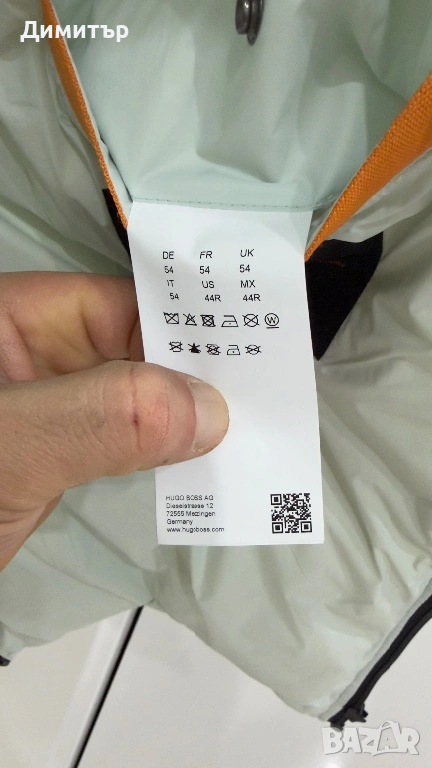 Димитър
DE FR UK
54 54 54
IT US MX
54 44R 44R
HUGO BOSS AG
Dieselstrasse 12
72555 Metzingen
Germany
www.hugoboss.com
BAZAR